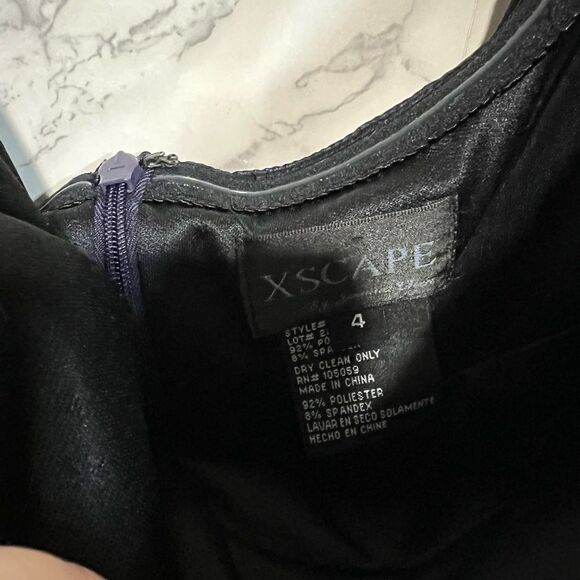 XSCAPE
4
STYLE#
LOT#
92%
8%
DRY CLEAN ONLY
RN# 105059
MADE IN CHINA
92% POLIESTER
8% SPANDEX
LAVAR EN SECO SOLAMENTE
HECHO EN CHINE